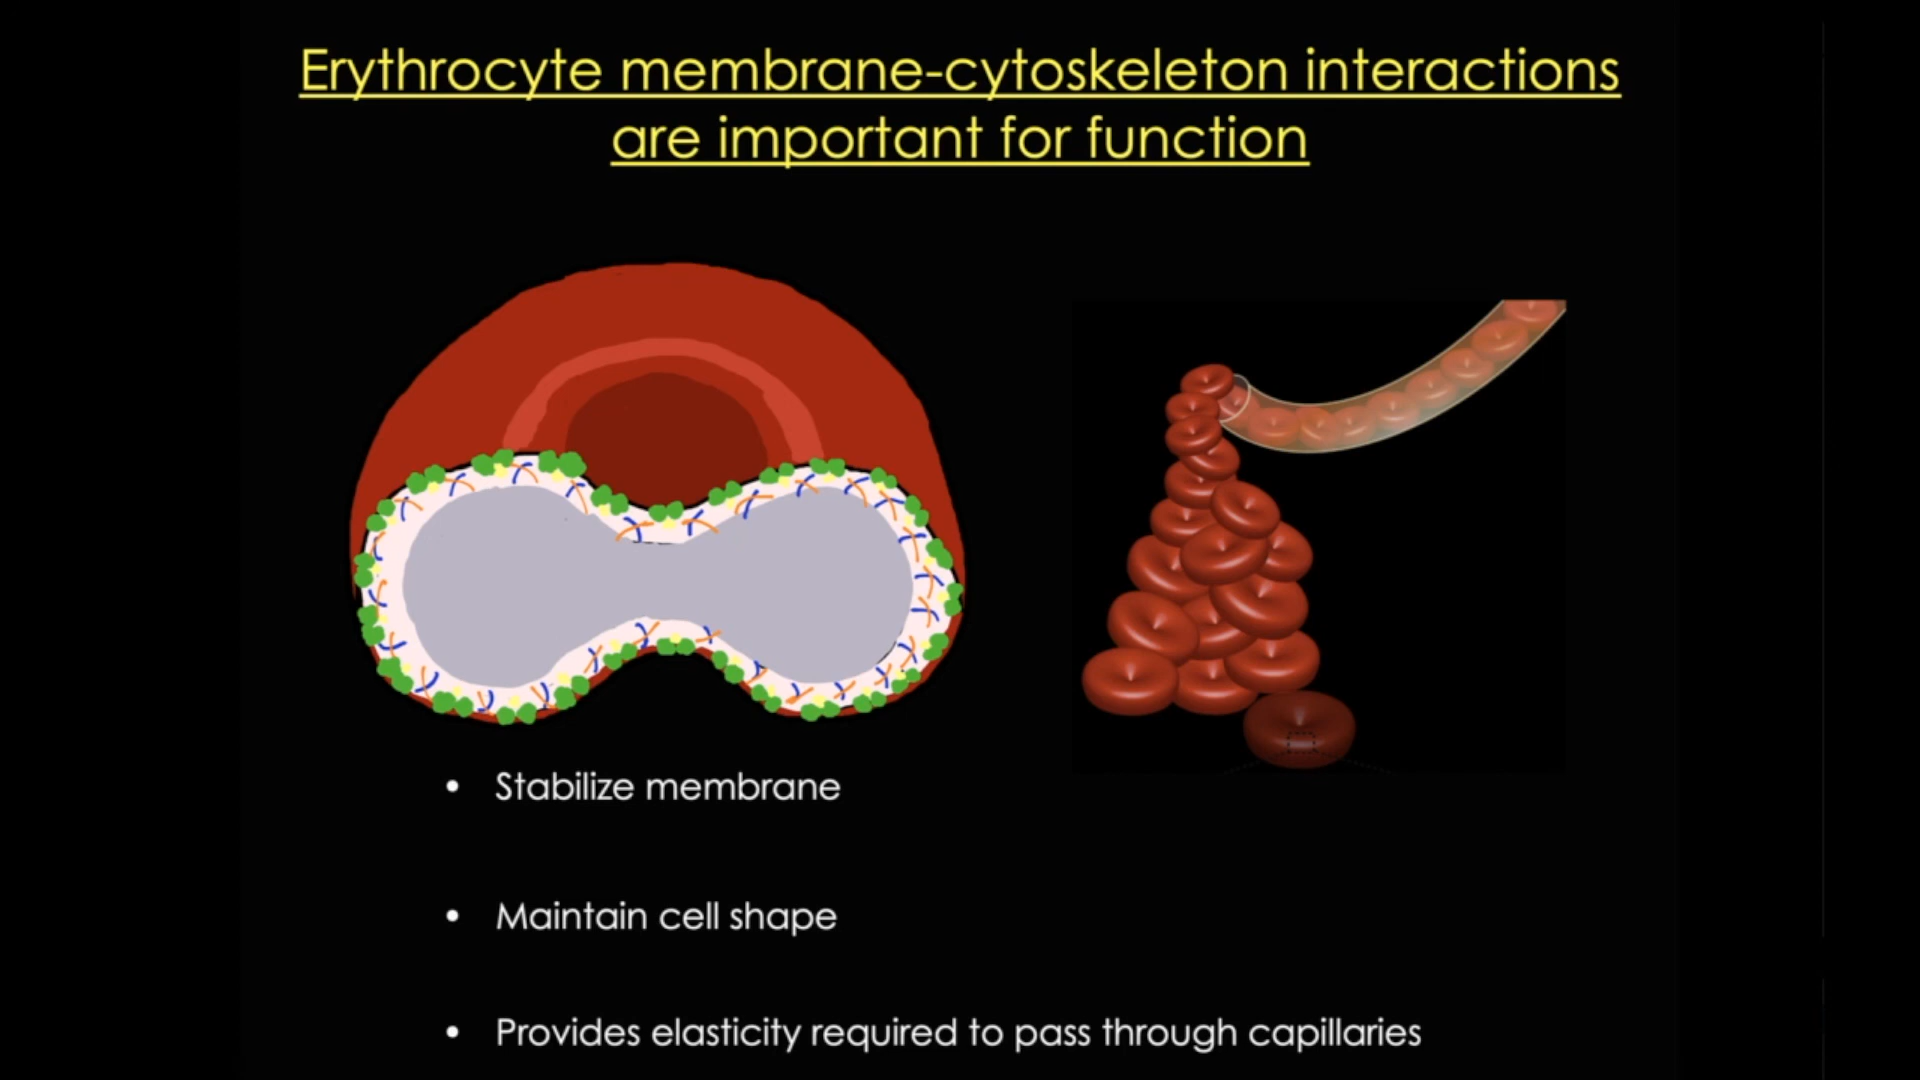 Erythrocyte membrane-cytoskeleton interactions
are important for function
• Stabilize membrane
• Maintain cell shape
• Provides elasticity required to pass through capillaries